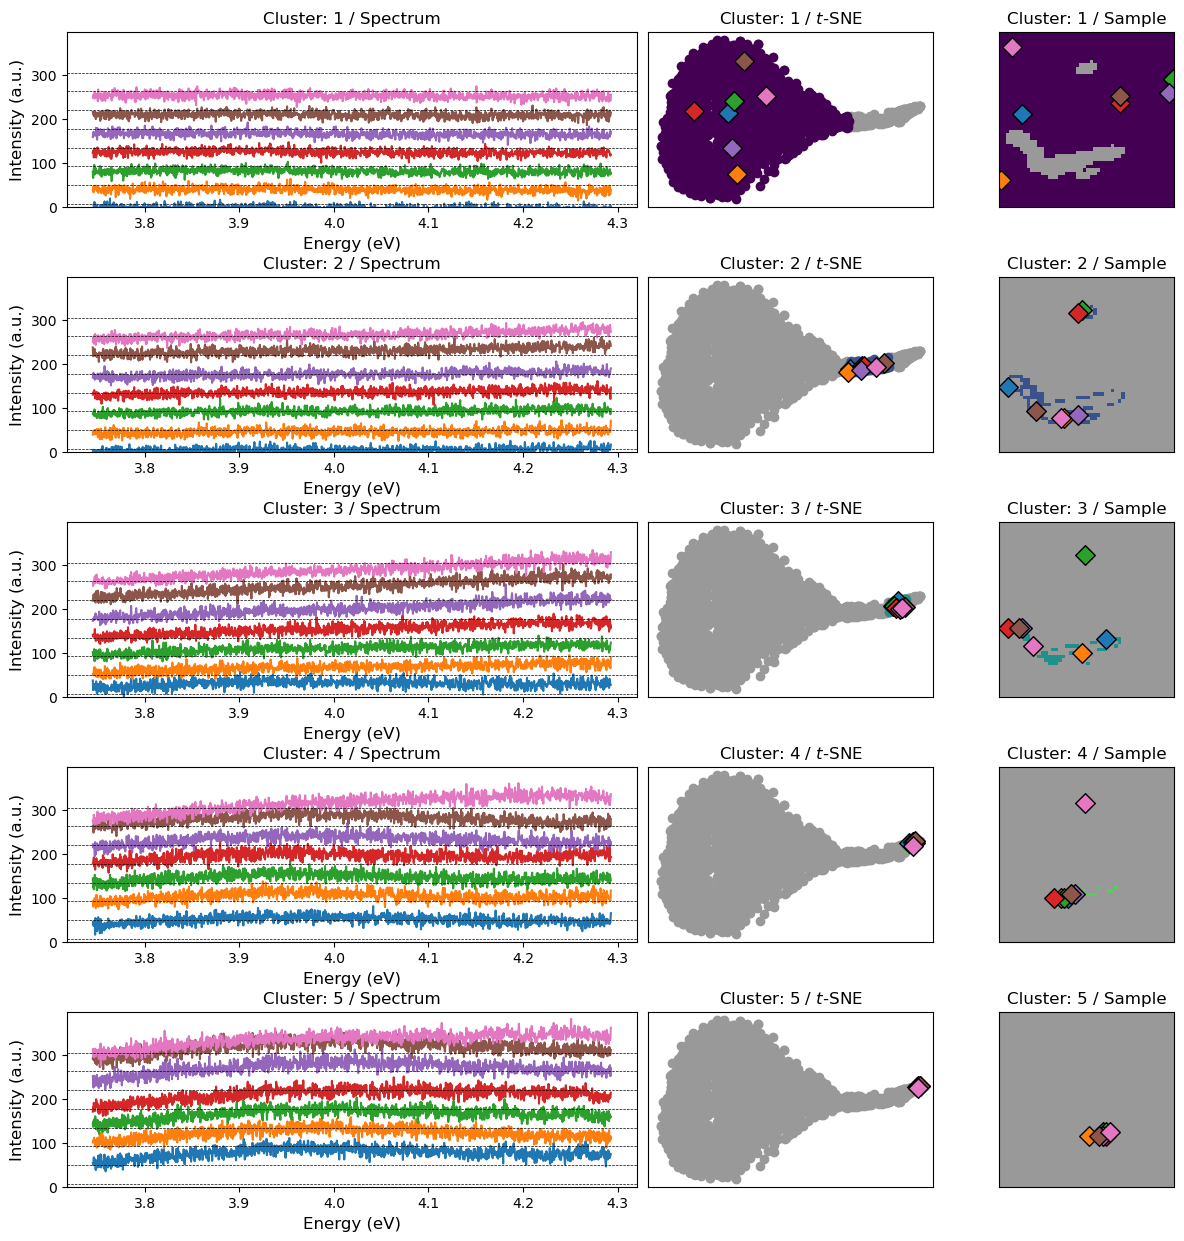 Cluster: 1 / Spectrum
Cluster: 1 / t-SNE
Cluster: 1 / Sample
Intensity (a.u.)
300
200
100
0
3.8 3.9 4.0 4.1 4.2 4.3
Energy (eV)
Cluster: 2 / Spectrum
Cluster: 2 / t-SNE
Cluster: 2 / Sample
Intensity (a.u.)
300
200
100
0
3.8 3.9 4.0 4.1 4.2 4.3
Energy (eV)
Cluster: 3 / Spectrum
Cluster: 3 / t-SNE
Cluster: 3 / Sample
Intensity (a.u.)
300
200
100
0
3.8 3.9 4.0 4.1 4.2 4.3
Energy (eV)
Cluster: 4 / Spectrum
Cluster: 4 / t-SNE
Cluster: 4 / Sample
Intensity (a.u.)
300
200
100
0
3.8 3.9 4.0 4.1 4.2 4.3
Energy (eV)
Cluster: 5 / Spectrum
Cluster: 5 / t-SNE
Cluster: 5 / Sample
Intensity (a.u.)
300
200
100
0
3.8 3.9 4.0 4.1 4.2 4.3
Energy (eV)